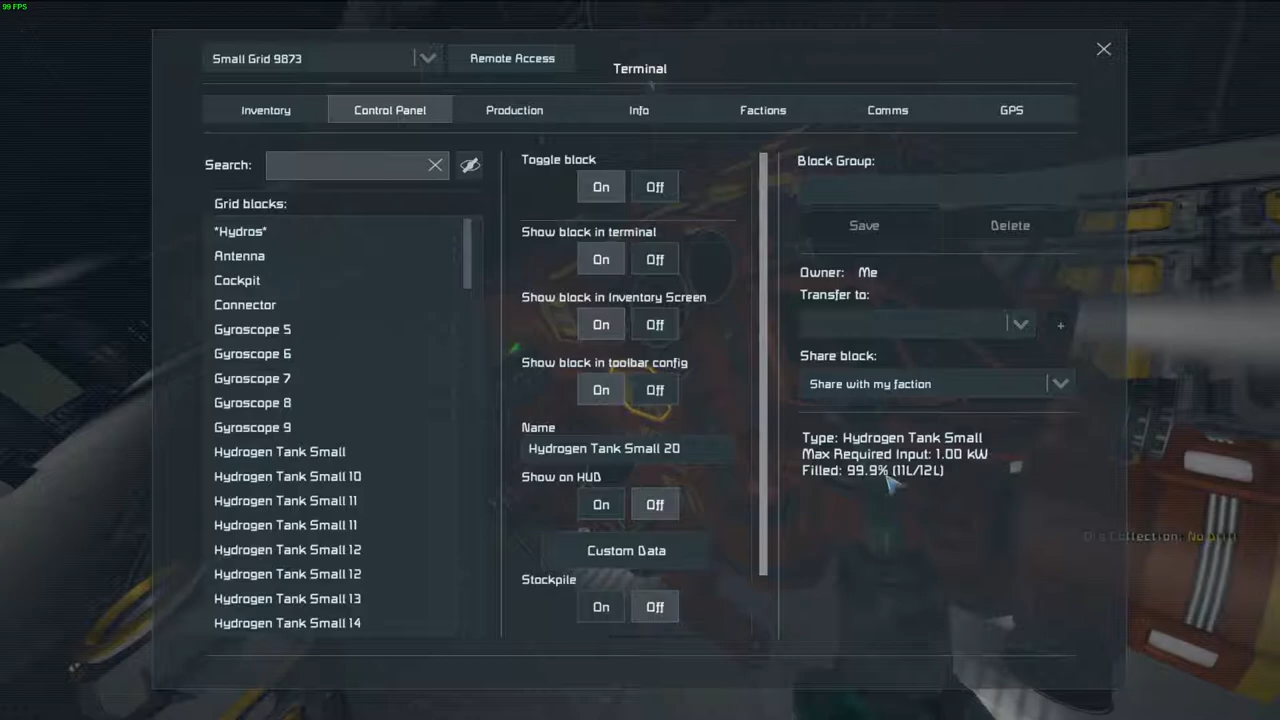 99 FPS
Small Grid 9873
Remote Access
Terminal
Inventory
Control Panel
Production
Info
Factions
Comms
GPS
Search:
Grid blocks:
*Hydros*
Antenna
Cockpit
Connector
Gyroscope 5
Gyroscope 6
Gyroscope 7
Gyroscope 8
Gyroscope 9
Hydrogen Tank Small
Hydrogen Tank Small 10
Hydrogen Tank Small 11
Hydrogen Tank Small 11
Hydrogen Tank Small 12
Hydrogen Tank Small 12
Hydrogen Tank Small 13
Hydrogen Tank Small 14
Toggle block
On Off
Show block in terminal
On Off
Show block in Inventory Screen
On Off
Show block in toolbar config
On Off
Name
Hydrogen Tank Small 20
Show on HUD
On Off
Custom Data
Stockpile
On Off
Block Group:
Save Delete
Owner: Me
Transfer to:
+
Share block:
Share with my faction
Type: Hydrogen Tank Small
Max Required Input: 1.00 kW
Filled: 99.9% (11L/12L)
Collection: No